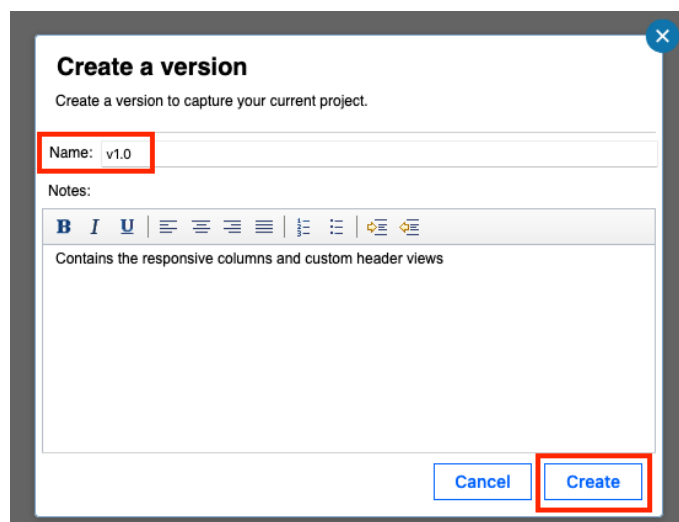 Create a version
Create a version to capture your current project.
Name: v1.0
Notes:
B I U
Contains the responsive columns and custom header views
Cancel Create